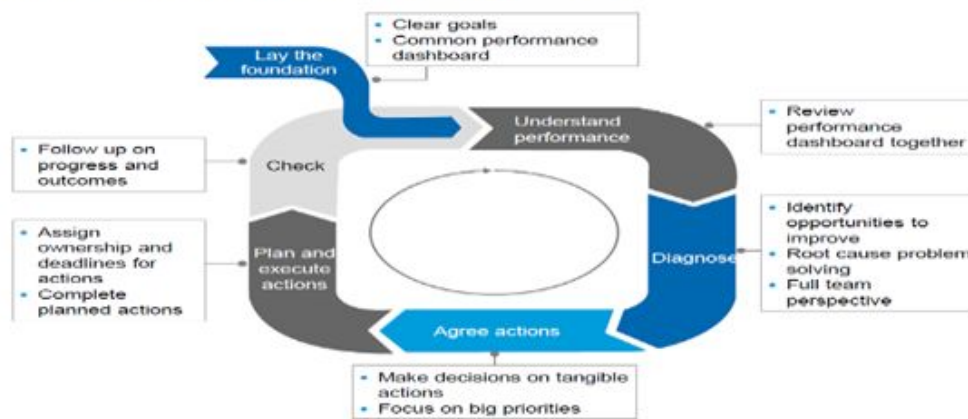 Lay the
foundation
• Clear goals
• Common performance
dashboard
Understand
performance
• Review
performance
dashboard together
Diagnose
• Identify
opportunities to
improve
• Root cause problem
solving
• Full team
perspective
Agree actions
• Make decisions on tangible
actions
• Focus on big priorities
Plan and
execute
actions
• Assign
ownership and
deadlines for
actions
• Complete
planned actions
Check
• Follow up on
progress and
outcomes